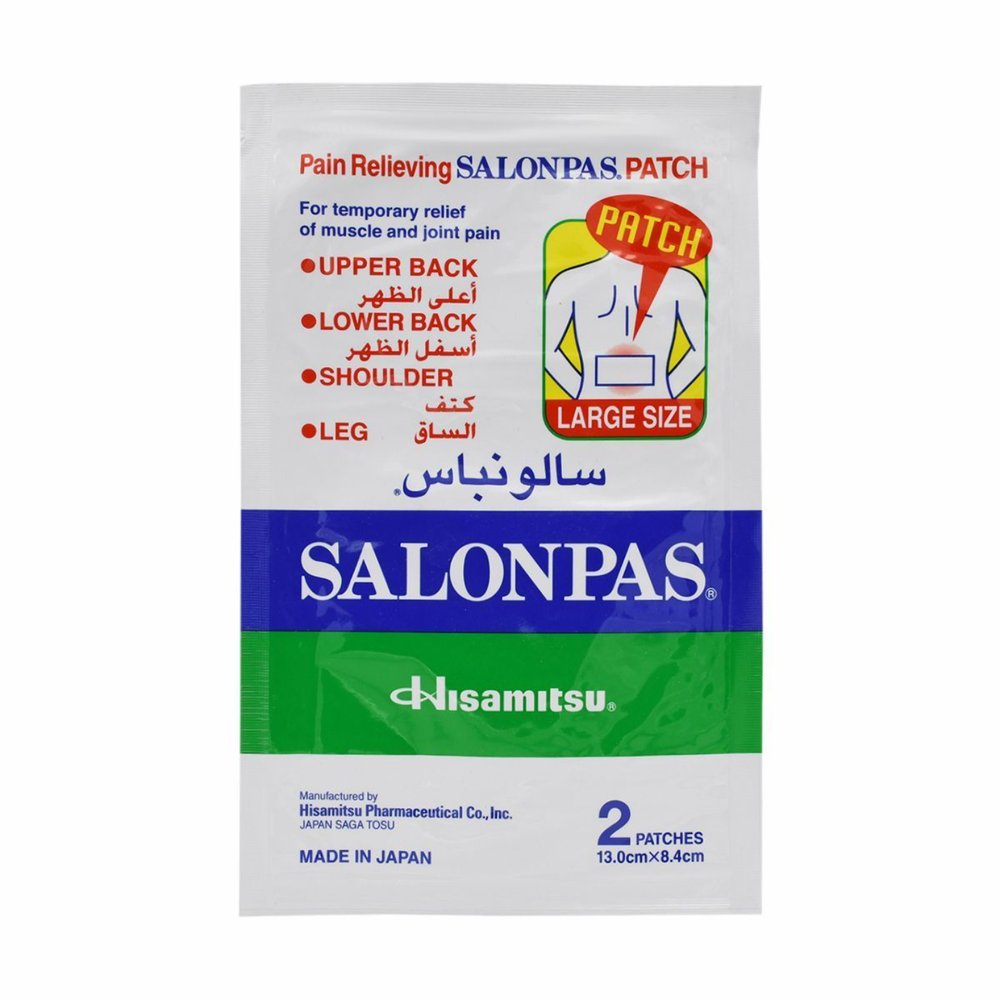 Pain Relieving SALONPAS® PATCH
For temporary relief
of muscle and joint pain
PATCH
●UPPER BACK
أعلى الظهر
●LOWER BACK
أسفل الظهر
●SHOULDER
كتف
●LEG الساق
LARGE SIZE
سالونباس®
SALONPAS®
Hisamitsu®
Manufactured by
Hisamitsu Pharmaceutical Co., Inc.
JAPAN SAGA TOSU
MADE IN JAPAN
2 PATCHES
13.0cm×8.4cm